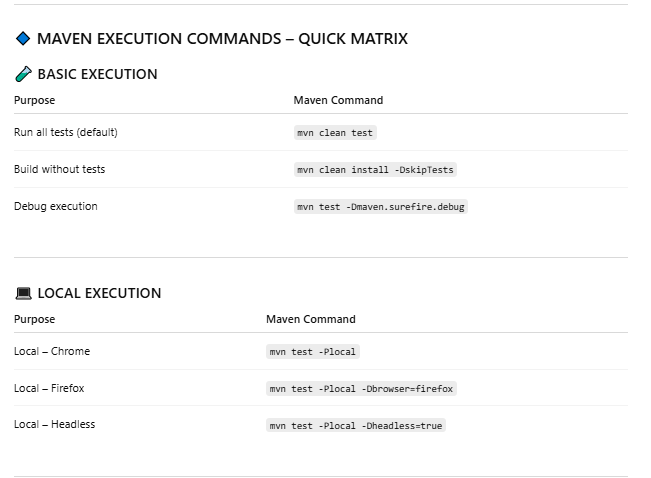 MAVEN EXECUTION COMMANDS – QUICK MATRIX
BASIC EXECUTION
Purpose Maven Command
Run all tests (default) mvn clean test
Build without tests mvn clean install -DskipTests
Debug execution mvn test -Dmaven.surefire.debug
LOCAL EXECUTION
Purpose Maven Command
Local – Chrome mvn test -Plocal
Local – Firefox mvn test -Plocal -Dbrowser=firefox
Local – Headless mvn test -Plocal -Dheadless=true